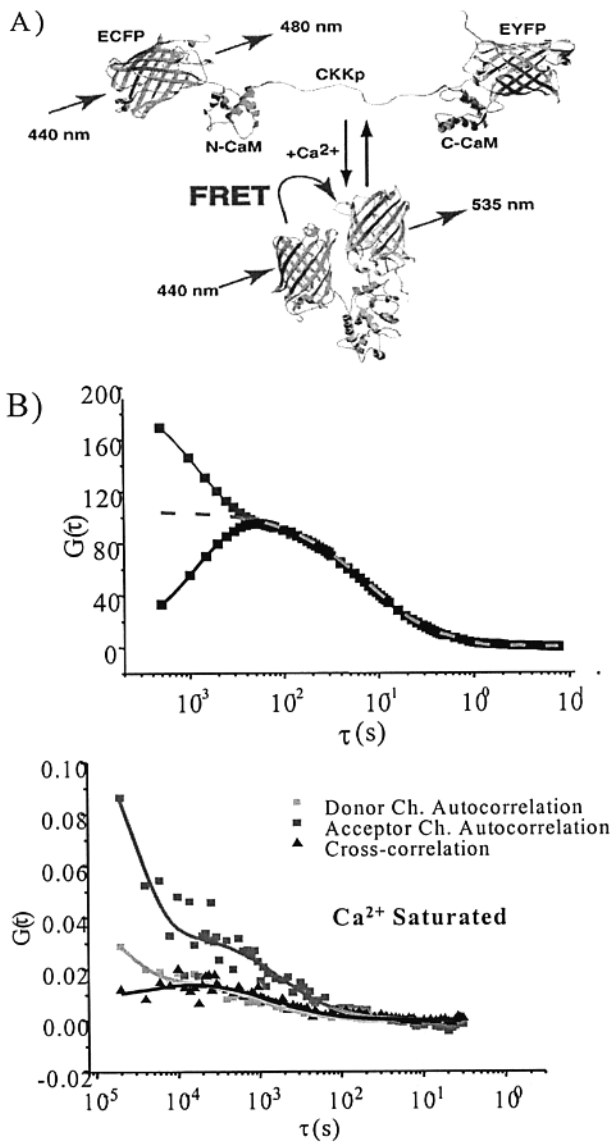 A)
ECFP
480 nm
EYFP
CKKp
440 nm
N-CaM
C-CaM
+Ca²⁺
FRET
535 nm
440 nm
B)
200
160
120
80
40
0
G(τ)
10³
10²
10¹
10⁰
10
τ(s)
0.10
0.08
0.06
0.04
0.02
0.00
-0.02
G(τ)
Donor Ch. Autocorrelation
Acceptor Ch. Autocorrelation
Cross-correlation
Ca²⁺ Saturated
10⁵
10⁴
10³
10²
10¹
10⁰
τ(s)